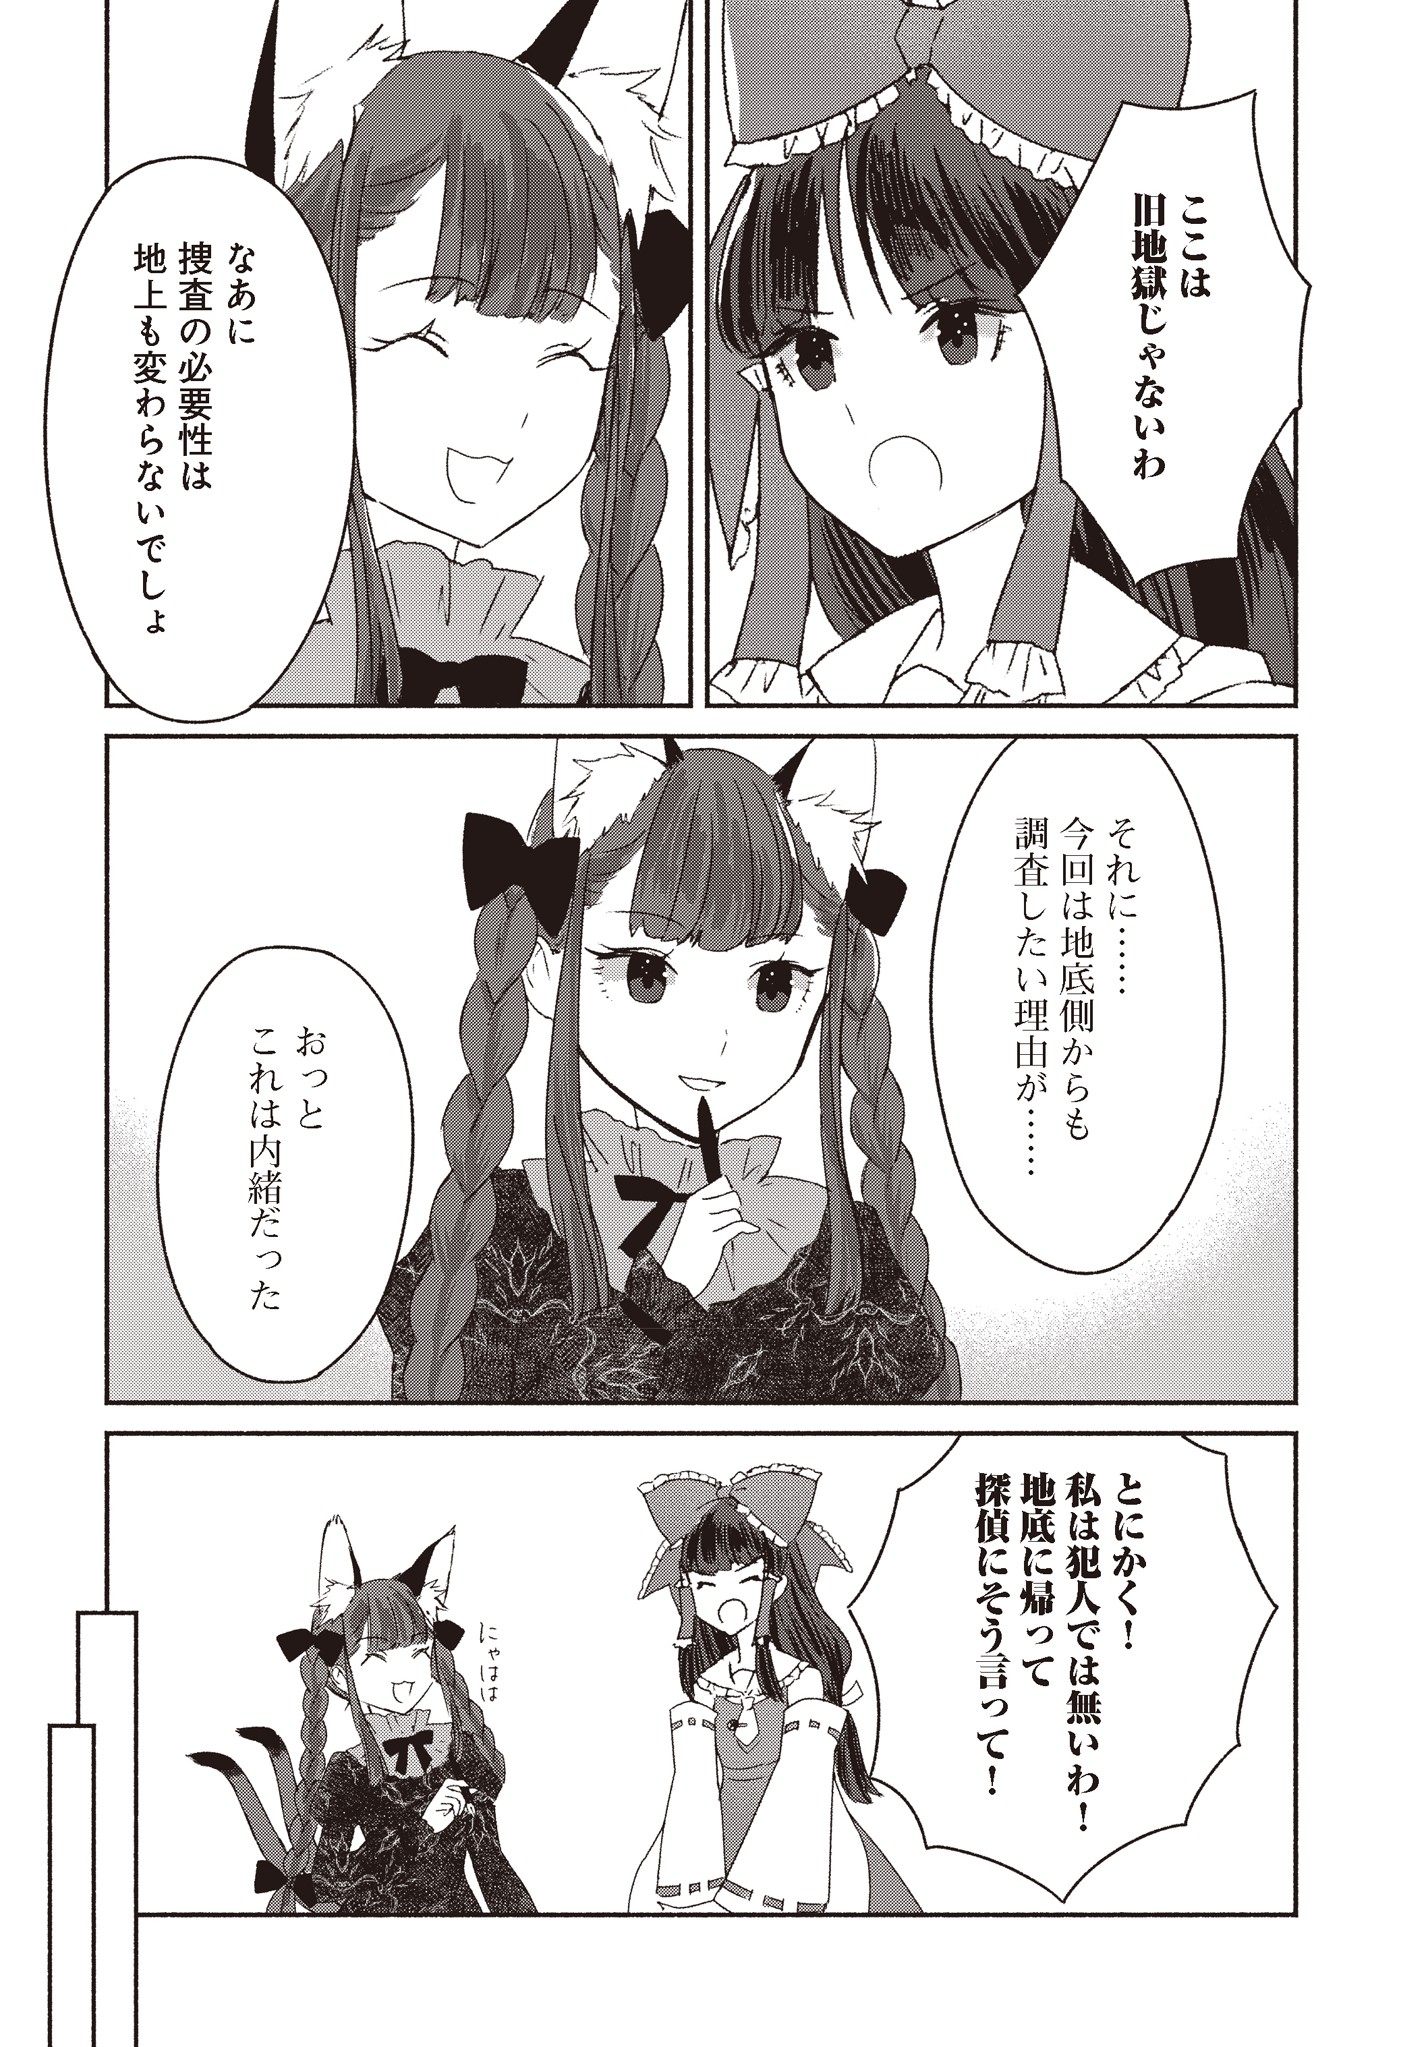 ここは
旧地獄じゃないわ
なあに
捜査の必要性は
地上も変わらないでしょ
それに……
今回は地底側からも
調査したい理由が……
おっと
これは内緒だった
とにかく！
私は犯人では無いわ！
地底に帰って
探偵にそう言って！
にゃはは